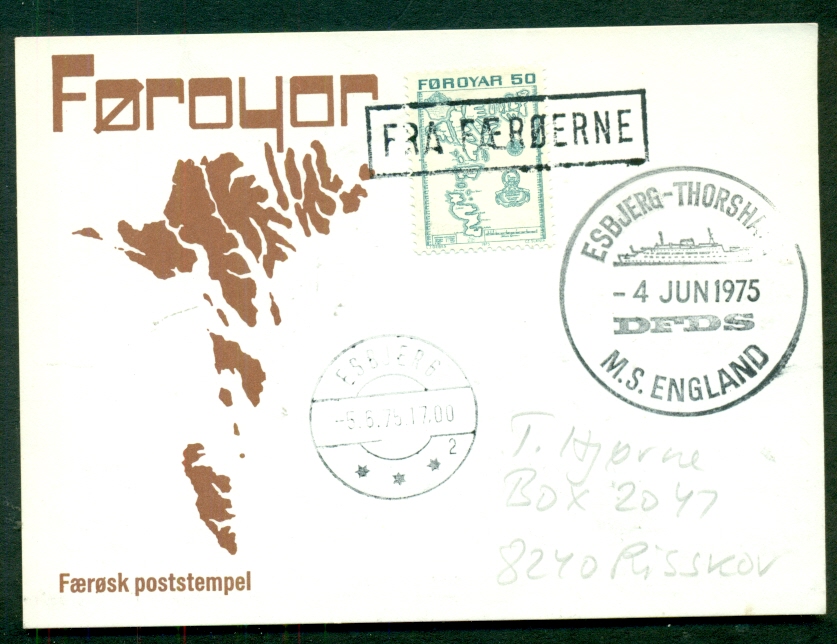 Føroyar
FØROYAR 50
FRA FÆRØERNE
ESBJERG-THORSHA
- 4 JUN 1975
DFDS
M.S. ENGLAND
ESBJERG
-5.6.75.17.00
2
T. Hjørne
Box 2047
8240 Risskov
Færøsk poststempel